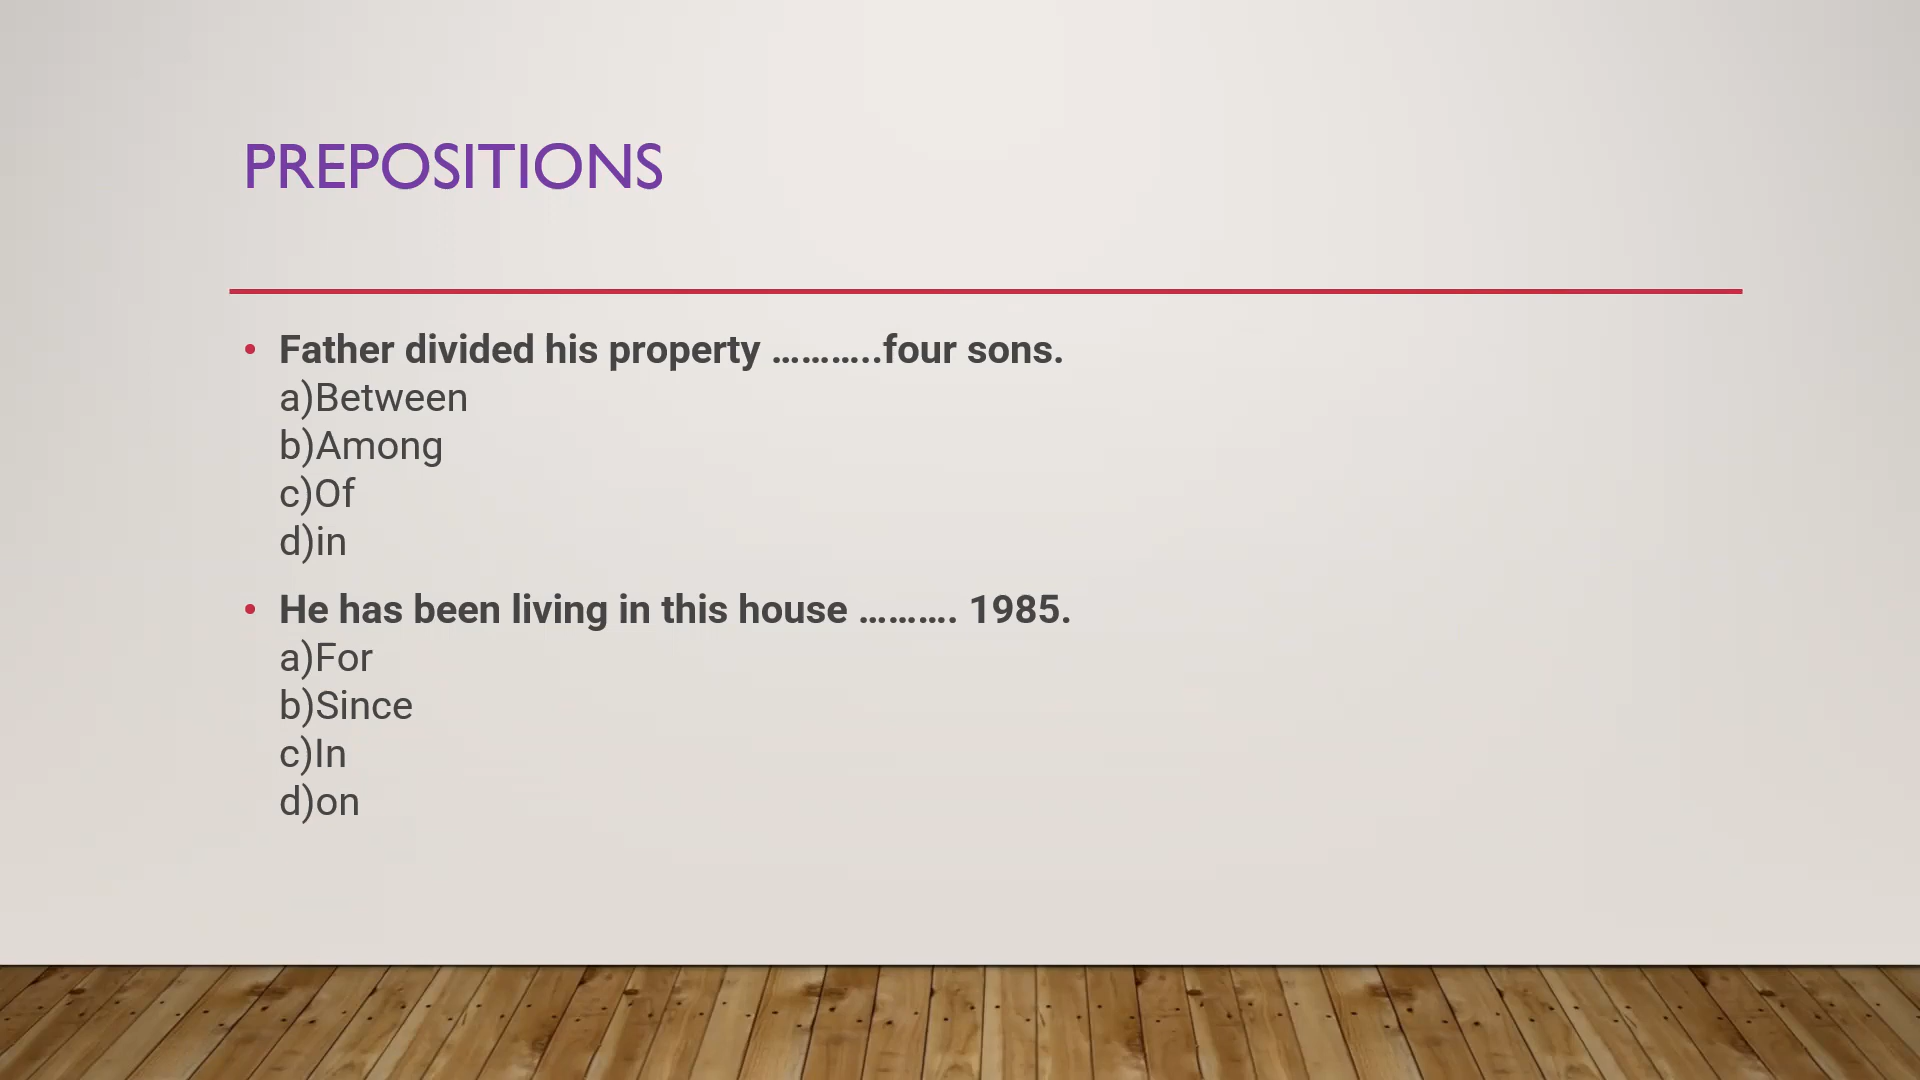 PREPOSITIONS
• Father divided his property ………..four sons.
a)Between
b)Among
c)Of
d)in
• He has been living in this house ………. 1985.
a)For
b)Since
c)In
d)on